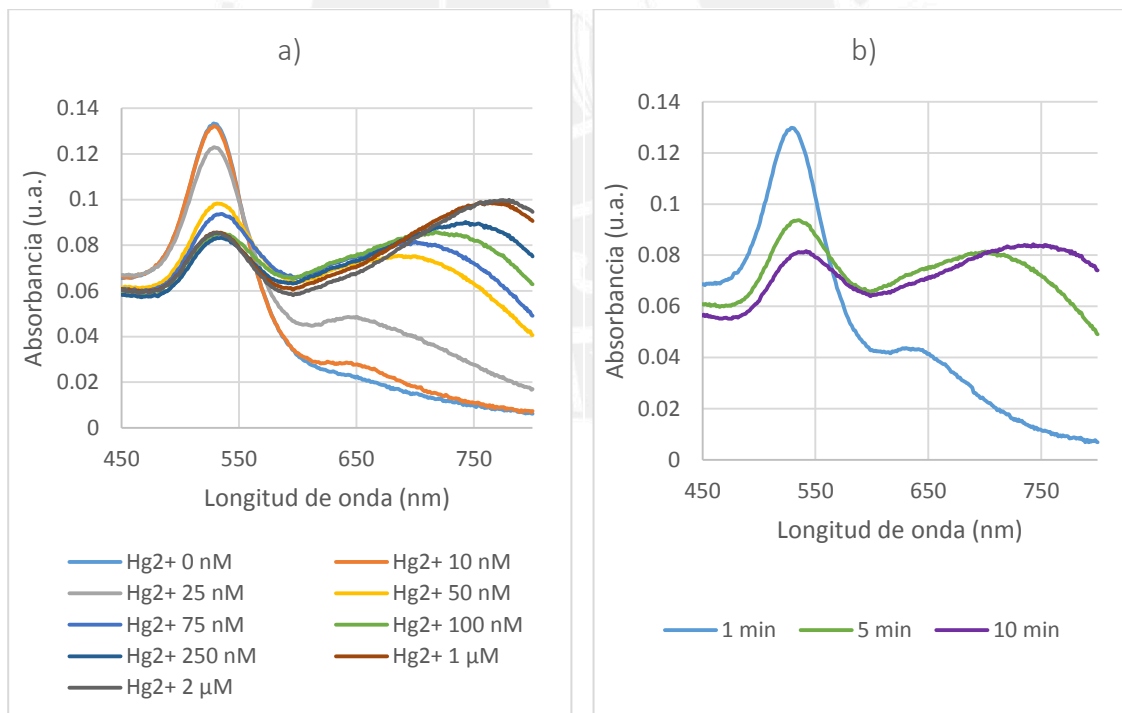 a)
0.14
0.12
0.1
0.08
0.06
0.04
0.02
0
Absorbancia (u.a.)
450 550 650 750
Longitud de onda (nm)
Hg2+ 0 nM Hg2+ 10 nM
Hg2+ 25 nM Hg2+ 50 nM
Hg2+ 75 nM Hg2+ 100 nM
Hg2+ 250 nM Hg2+ 1 μM
Hg2+ 2 μM
b)
0.14
0.12
0.1
0.08
0.06
0.04
0.02
0
Absorbancia (u.a.)
450 550 650 750
Longitud de onda (nm)
1 min 5 min 10 min